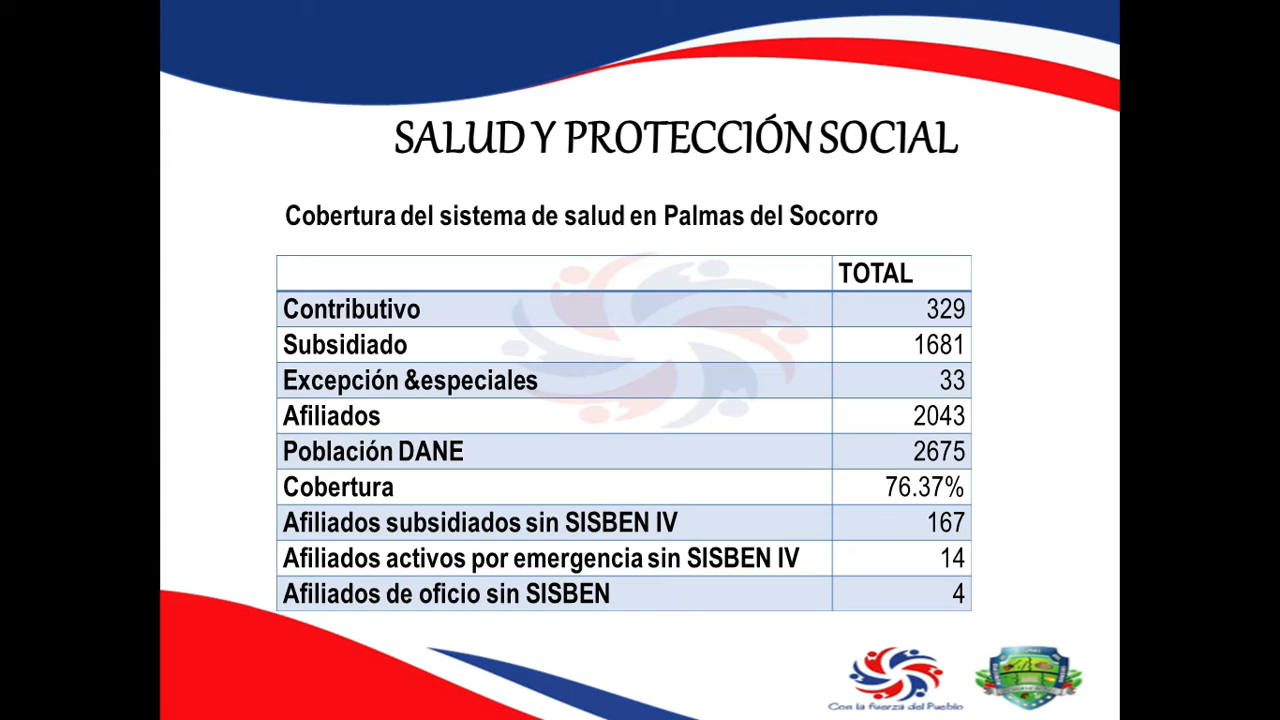 SALUD Y PROTECCIÓN SOCIAL
Cobertura del sistema de salud en Palmas del Socorro
TOTAL
Contributivo 329
Subsidiado 1681
Excepción &especiales 33
Afiliados 2043
Población DANE 2675
Cobertura 76.37%
Afiliados subsidiados sin SISBEN IV 167
Afiliados activos por emergencia sin SISBEN IV 14
Afiliados de oficio sin SISBEN 4
Con la fuerza del Pueblo